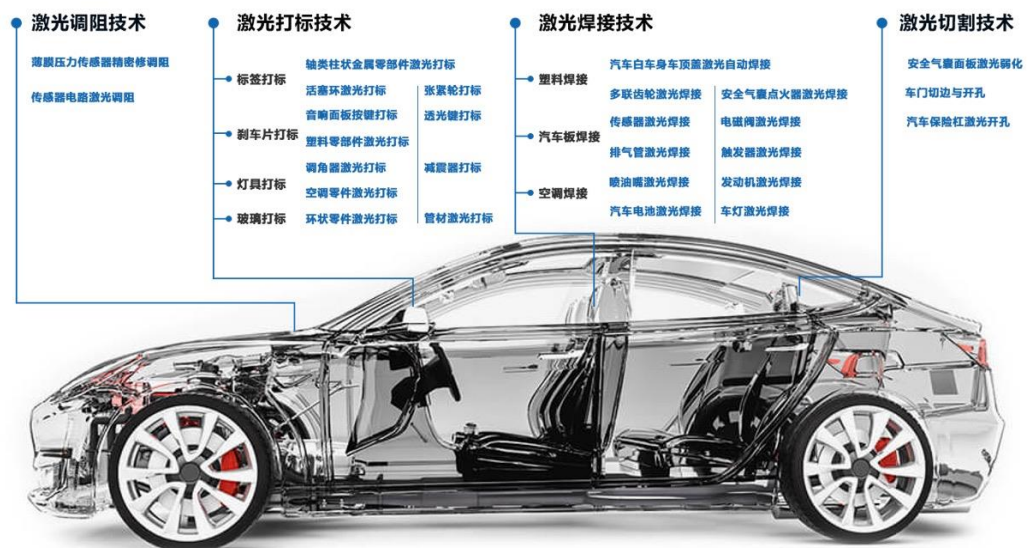 激光调阻技术
薄膜压力传感器精密修调阻
传感器电路激光调阻
激光打标技术
标签打标
刹车片打标
灯具打标
玻璃打标
轴类柱状金属零部件激光打标
活塞环激光打标
张紧轮打标
音响面板按键打标
透光键打标
塑料零部件激光打标
调角器激光打标
减震器打标
空调零件激光打标
环状零件激光打标
管材激光打标
激光焊接技术
塑料焊接
汽车板焊接
空调焊接
汽车白车身车顶盖激光自动焊接
多联齿轮激光焊接
安全气囊点火器激光焊接
传感器激光焊接
电磁阀激光焊接
排气管激光焊接
触发器激光焊接
喷油嘴激光焊接
发动机激光焊接
汽车电池激光焊接
车灯激光焊接
激光切割技术
安全气囊面板激光弱化
车门切边与开孔
汽车保险杠激光开孔